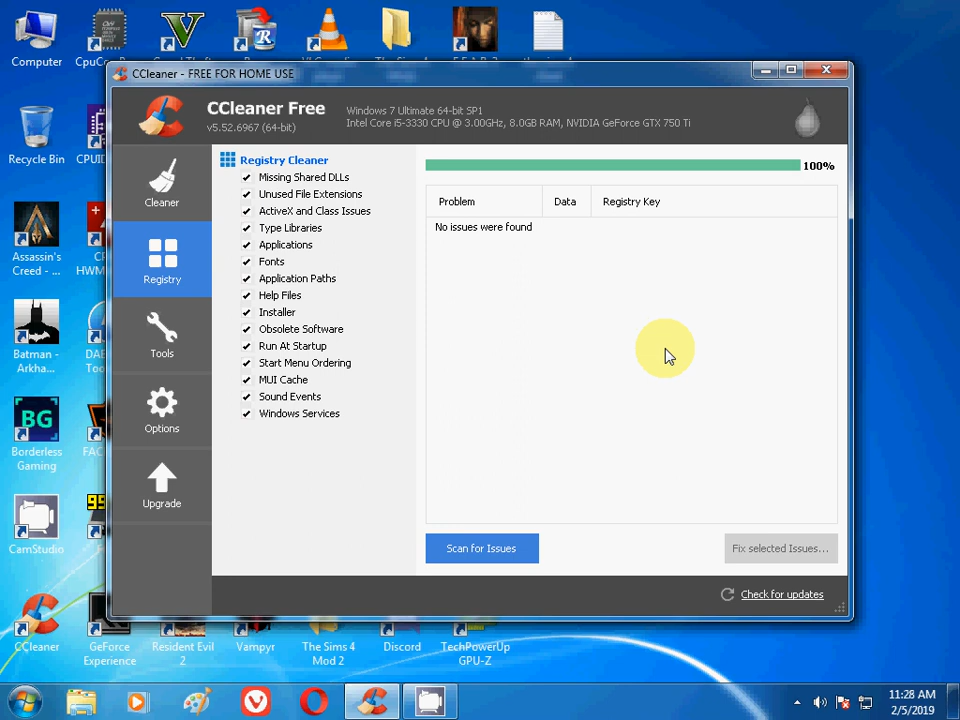 Computer
CpuC
V
R
Recycle Bin
CPUID
Assassin's
Creed - ...
HWM
Batman -
Arkha...
BG
Borderless
Gaming
FAC
CamStudio
99
CCleaner
GeForce
Experience
Resident Evil
2
Vampyr
The Sims 4
Mod 2
Discord
TechPowerUp
GPU-Z
CCleaner - FREE FOR HOME USE
CCleaner Free
v5.52.6967 (64-bit)
Windows 7 Ultimate 64-bit SP1
Intel Core i5-3330 CPU @ 3.00GHz, 8.0GB RAM, NVIDIA GeForce GTX 750 Ti
Cleaner
Registry
Tools
Options
Upgrade
Registry Cleaner
Missing Shared DLLs
Unused File Extensions
ActiveX and Class Issues
Type Libraries
Applications
Fonts
Application Paths
Help Files
Installer
Obsolete Software
Run At Startup
Start Menu Ordering
MUI Cache
Sound Events
Windows Services
100%
Problem Data Registry Key
No issues were found
Scan for Issues
Fix selected Issues...
Check for updates
11:28 AM
2/5/2019